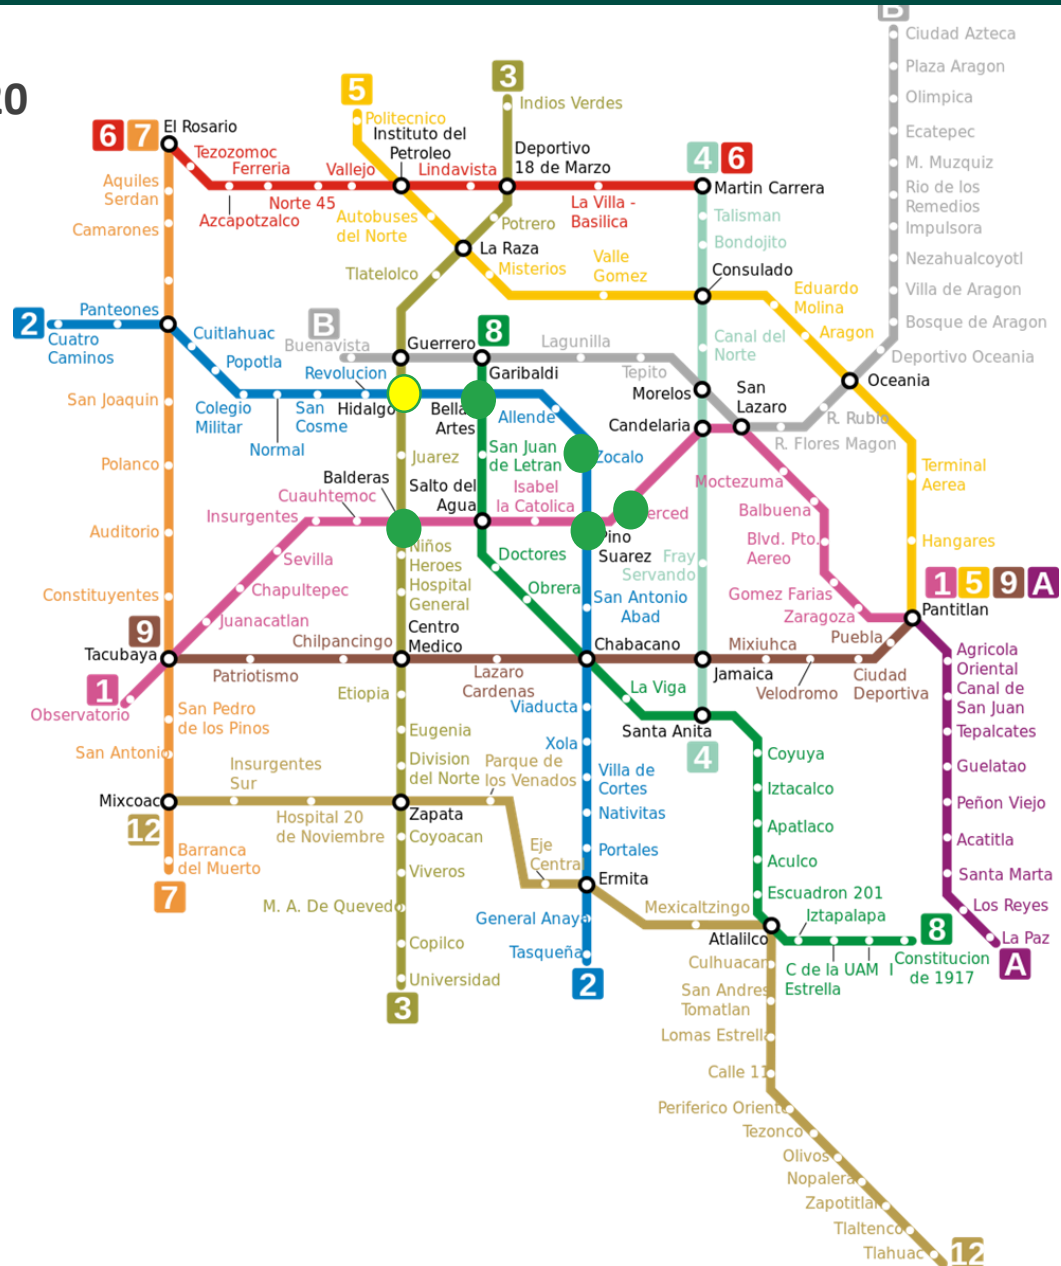 20
B
Ciudad Azteca
Plaza Aragon
Olimpica
Ecatepec
M. Muzquiz
Rio de los
Remedios
Impulsora
Nezahualcoyotl
Villa de Aragon
Bosque de Aragon
Deportivo Oceania
Oceania
R. Rubio
R. Flores Magon
3
Indios Verdes
Deportivo
18 de Marzo
Potrero
La Raza
Tlatelolco
5
Politecnico
Instituto del
Petroleo
Autobuses
del Norte
Misterios
Valle
Gomez
Consulado
Eduardo
Molina
Aragon
Terminal
Aerea
Hangares
6 7
El Rosario
Tezozomoc
Ferreria
Vallejo
Lindavista
Azcapotzalco
Norte 45
La Villa -
Basilica
4 6
Martin Carrera
Talisman
Bondojito
Canal del
Norte
Morelos
San
Lazaro
Candelaria
Aquiles
Serdan
Camarones
2
Panteones
Cuatro
Caminos
Cuitlahuac
Popotla
Colegio
Militar
Normal
San
Cosme
Revolucion
Hidalgo
B
Buenavista
Guerrero
8
Garibaldi
Lagunilla
Tepito
Bella
Artes
Allende
Zocalo
San Joaquin
Polanco
Auditorio
Constituyentes
Juarez
Balderas
Cuauhtemoc
Insurgentes
Salto del
Agua
San Juan
de Letran
Isabel
la Catolica
erced
Pino
Suarez
Moctezuma
Balbuena
Blvd. Pto.
Aereo
Gomez Farias
Zaragoza
Fray
Servando
Sevilla
Chapultepec
Juanacatlan
Niños
Heroes
Hospital
General
Centro
Medico
Doctores
Obrera
San Antonio
Abad
Chabacano
1 5 9 A
Pantitlan
9
Tacubaya
1
Observatorio
Patriotismo
Chilpancingo
Lazaro
Cardenas
Mixiuhca
Jamaica
Velodromo
Puebla
Ciudad
Deportiva
Agricola
Oriental
Canal de
San Juan
Tepalcates
Guelatao
Peñon Viejo
Acatitla
Santa Marta
Los Reyes
La Paz
A
San Pedro
de los Pinos
San Antonio
Mixcoac
12
Barranca
del Muerto
7
Insurgentes
Sur
Hospital 20
de Noviembre
Etiopia
Eugenia
Division
del Norte
Zapata
Coyoacan
Viveros
M. A. De Quevedo
Copilco
Universidad
3
Parque de
los Venados
Eje
Central
Ermita
Mexicaltzingo
Atlalilco
Viaducta
Xola
Villa de
Cortes
Nativitas
Portales
General Anaya
Tasqueña
2
La Viga
Santa Anita
4
Coyuya
Iztacalco
Apatlaco
Aculco
Escuadron 201
Iztapalapa
C de la
Estrella
UAM I
8
Constitucion
de 1917
Culhuacan
San Andres
Tomatlan
Lomas Estrella
Calle 11
Periferico Oriente
Tezonco
Olivos
Nopalera
Zapotitlan
Tlaltenco
Tlahuac
12